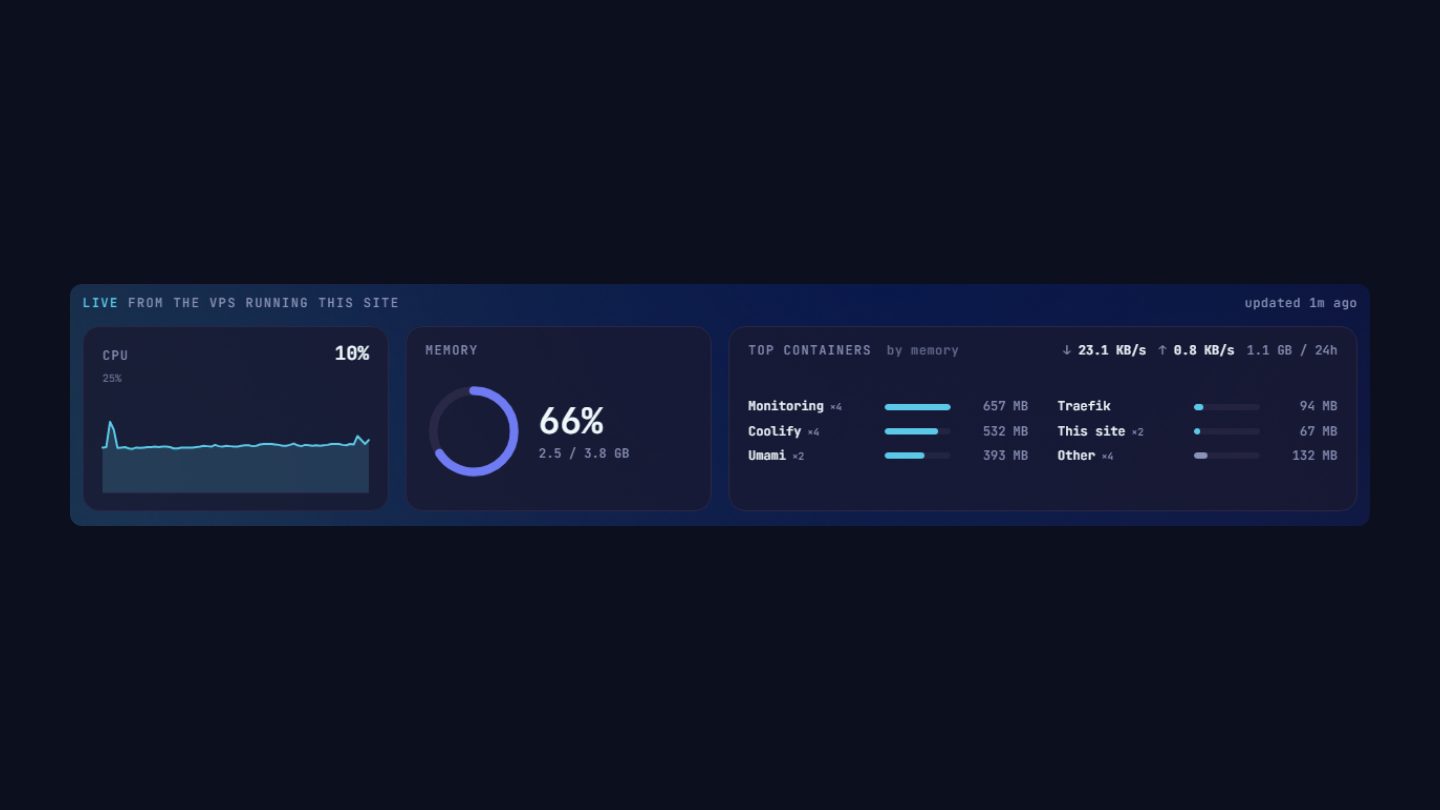 LIVE FROM THE VPS RUNNING THIS SITE updated 1m ago
CPU 10%
25%
MEMORY
66%
2.5 / 3.8 GB
TOP CONTAINERS by memory ↓ 23.1 KB/s ↑ 0.8 KB/s 1.1 GB / 24h
Monitoring ×4 657 MB
Coolify ×4 532 MB
Umami ×2 393 MB
Traefik 94 MB
This site ×2 67 MB
Other ×4 132 MB